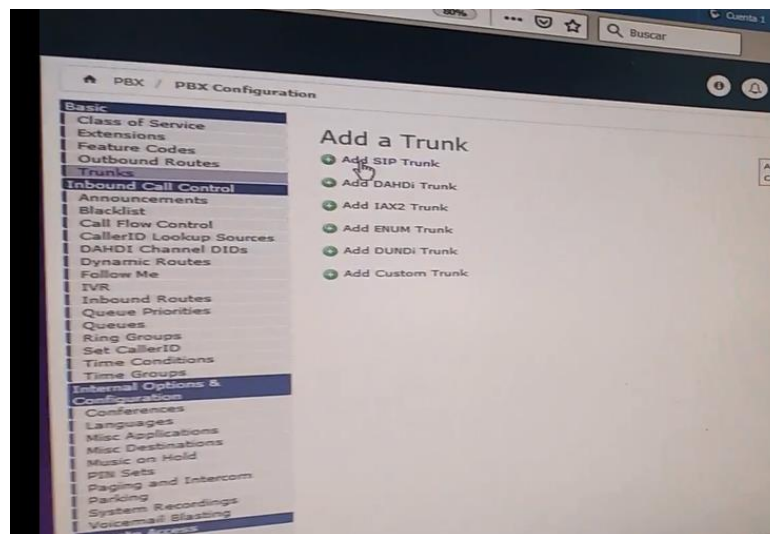 80%
Cuenta 1
Buscar
PBX / PBX Configuration
Basic
Class of Service
Extensions
Feature Codes
Outbound Routes
Trunks
Inbound Call Control
Announcements
Blacklist
Call Flow Control
CallerID Lookup Sources
DAHDI Channel DIDs
Dynamic Routes
Follow Me
IVR
Inbound Routes
Queue Priorities
Queues
Ring Groups
Set CallerID
Time Conditions
Time Groups
Internal Options &
Configuration
Conferences
Languages
Misc Applications
Misc Destinations
Music on Hold
PIN Sets
Paging and Intercom
Parking
System Recordings
Voicemail Blasting
Access
Add a Trunk
Add SIP Trunk
Add DAHDi Trunk
Add IAX2 Trunk
Add ENUM Trunk
Add DUNDi Trunk
Add Custom Trunk